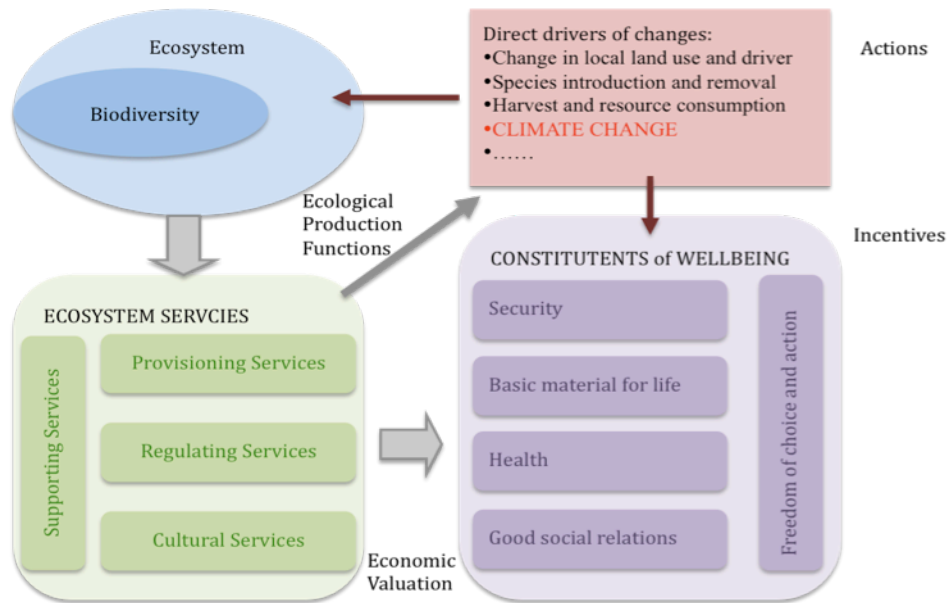 Ecosystem
Biodiversity
Direct drivers of changes:
•Change in local land use and driver
•Species introduction and removal
•Harvest and resource consumption
•CLIMATE CHANGE
•......
Actions
Ecological
Production
Functions
Incentives
ECOSYSTEM SERVCIES
Supporting Services
Provisioning Services
Regulating Services
Cultural Services
Economic
Valuation
CONSTITUTENTS of WELLBEING
Security
Basic material for life
Health
Good social relations
Freedom of choice and action